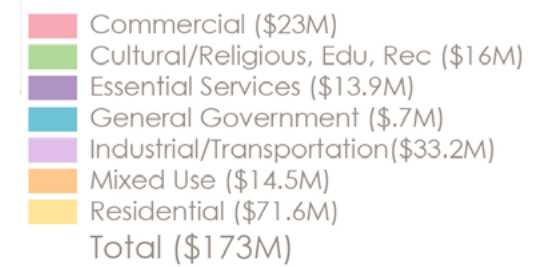 Commercial ($23M)
Cultural/Religious, Edu, Rec ($16M)
Essential Services ($13.9M)
General Government ($.7M)
Industrial/Transportation($33.2M)
Mixed Use ($14.5M)
Residential ($71.6M)
Total ($173M)